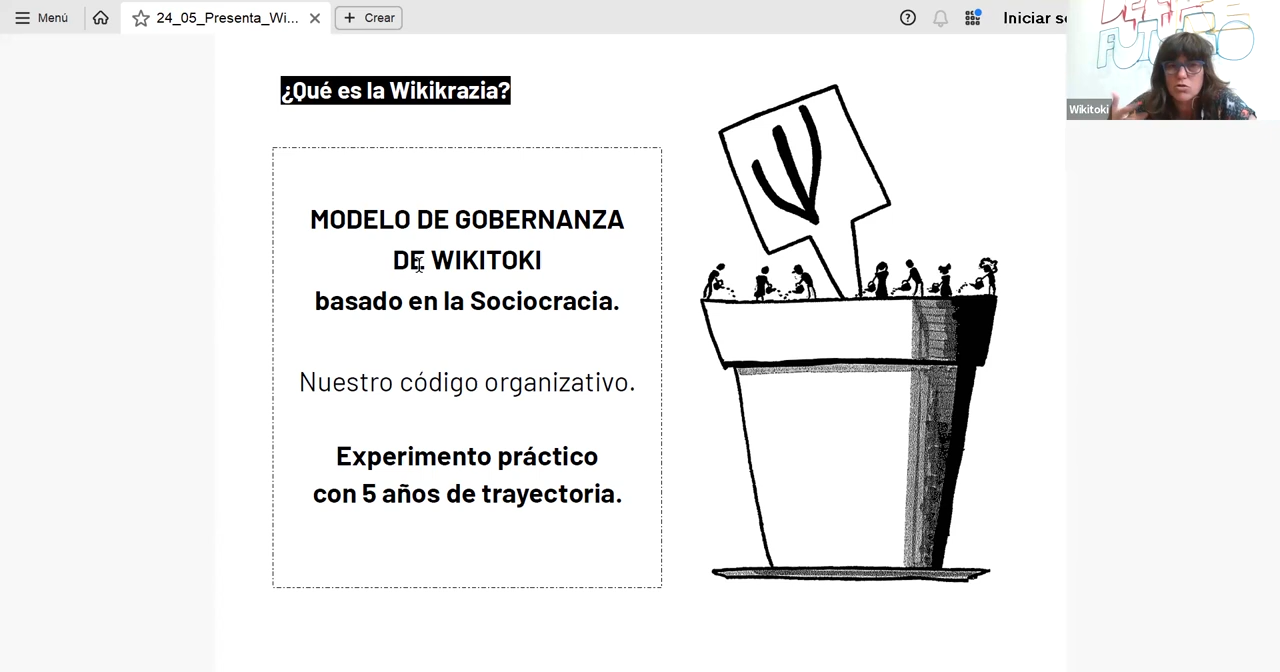 Menú
24_05_Presenta_Wi...
Crear
Iniciar se
FUTURO
Wikitoki
¿Qué es la Wikikrazia?
MODELO DE GOBERNANZA
DE WIKITOKI
basado en la Sociocracia.
Nuestro código organizativo.
Experimento práctico
con 5 años de trayectoria.